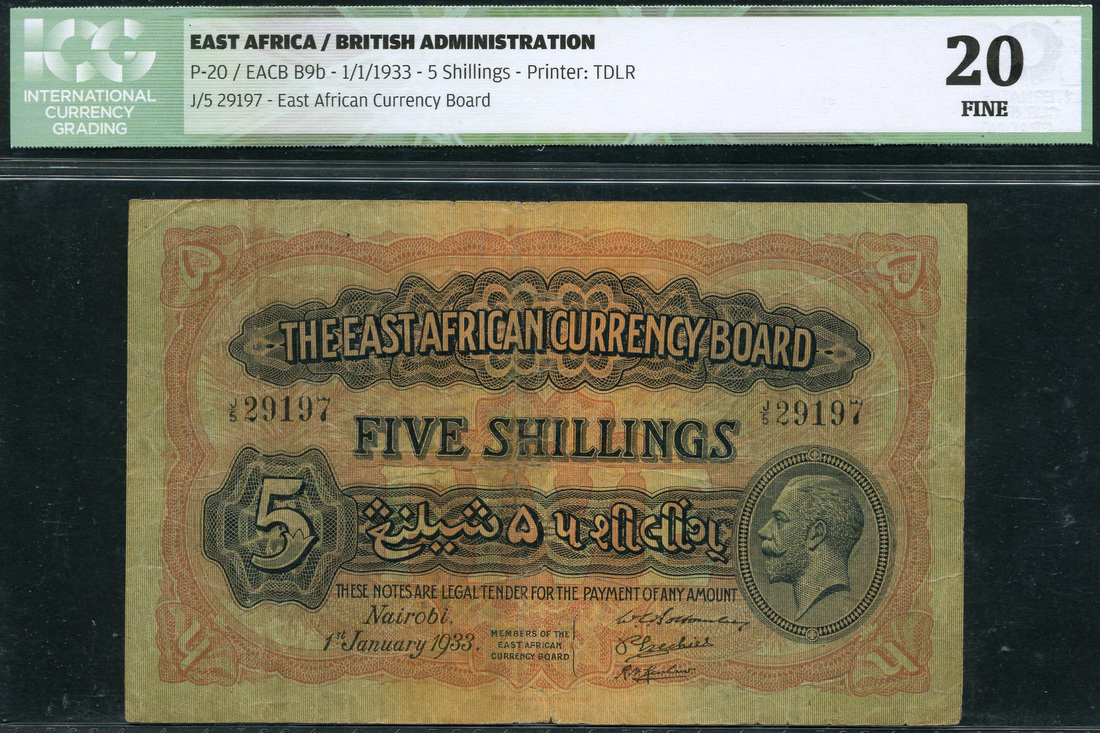 ICG
INTERNATIONAL
CURRENCY
GRADING
EAST AFRICA / BRITISH ADMINISTRATION
P-20 / EACB B9b - 1/1/1933 - 5 Shillings - Printer: TDLR
J/5 29197 - East African Currency Board
20
FINE
THE EAST AFRICAN CURRENCY BOARD
J/5 29197
J/5 29197
FIVE SHILLINGS
5
شيلنڠ ۵ ૫ શીલીંગ
THESE NOTES ARE LEGAL TENDER FOR THE PAYMENT OF ANY AMOUNT
Nairobi,
1st January 1933.
MEMBERS OF THE
EAST AFRICAN
CURRENCY BOARD